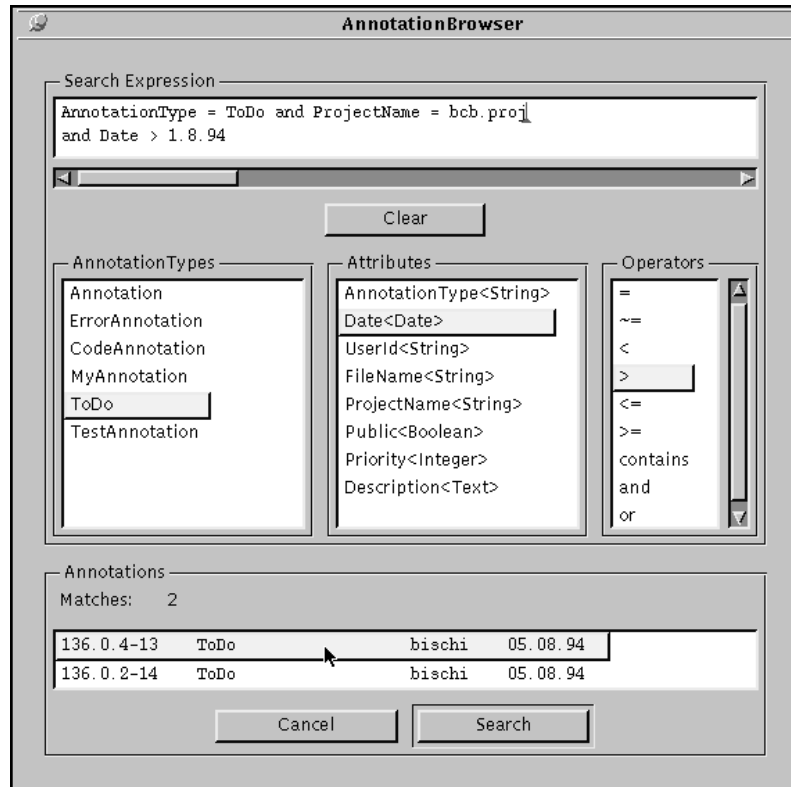 AnnotationBrowser
Search Expression
AnnotationType = ToDo and ProjectName = bcb.proj
and Date > 1.8.94
Clear
AnnotationTypes
Annotation
ErrorAnnotation
CodeAnnotation
MyAnnotation
ToDo
TestAnnotation
Attributes
AnnotationType<String>
Date<Date>
UserId<String>
FileName<String>
ProjectName<String>
Public<Boolean>
Priority<Integer>
Description<Text>
Operators
=
~=
<
>
<=
>=
contains
and
or
Annotations
Matches: 2
136.0.4-13 ToDo bischi 05.08.94
136.0.2-14 ToDo bischi 05.08.94
Cancel Search